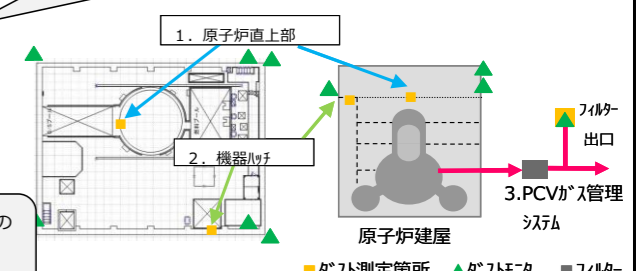 1．原子炉直上部
2．機器ﾊｯﾁ
ﾌｨﾙﾀｰ
出口
3.PCVｶﾞｽ管理
ｼｽﾃﾑ
の
原子炉建屋
■ﾀﾞｽﾄ測定箇所 ▲ﾀﾞｽﾄﾓﾆﾀ ■ﾌｨﾙﾀｰ